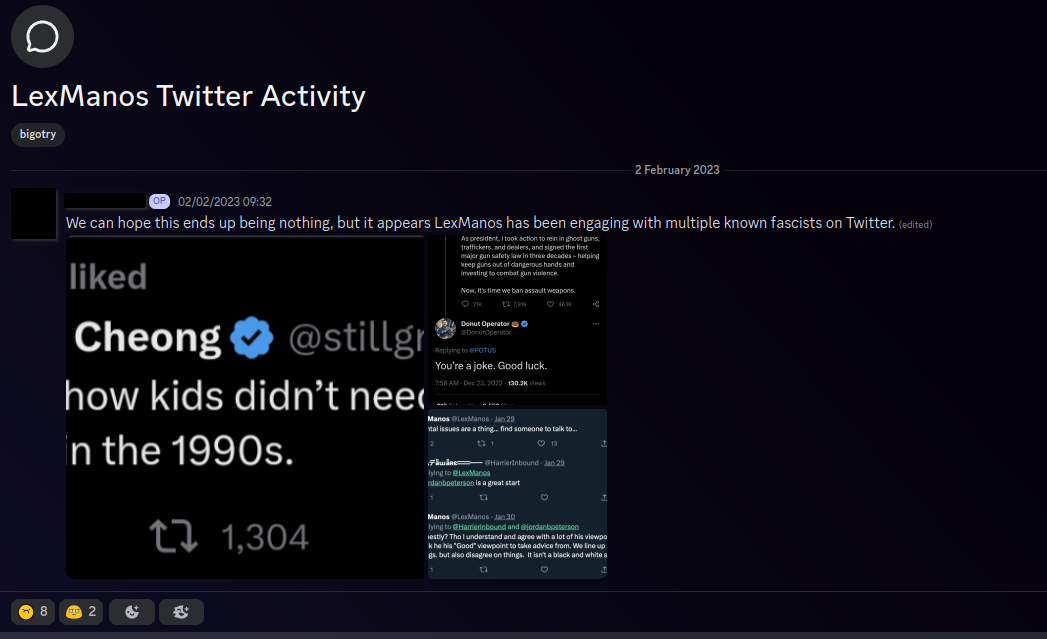 LexManos Twitter Activity
bigotry
2 February 2023
OP 02/02/2023 09:32
We can hope this ends up being nothing, but it appears LexManos has been engaging with multiple known fascists on Twitter. (edited)
liked
Cheong @stillgr
how kids didn't need
in the 1990s.
1,304
As president, I took action to rein in ghost guns,
traffickers, and dealers, and signed the first
major gun safety law in three decades – helping
keep guns out of dangerous hands and
investing to combat gun violence.
Now, it's time we ban assault weapons.
21K 7,919 46.1K
Donut Operator
@DonutOperator
Replying to @POTUS
You're a joke. Good luck.
7:58 AM · Dec 23, 2022 · 130.2K Views
Manos @LexManos · Jan 29
ntal issues are a thing... find someone to talk to...
2 1 13
@HarrierInbound · Jan 29
lying to @LexManos
rdanbpeterson is a great start
1
Manos @LexManos · Jan 30
lying to @HarrierInbound and @jordanbpeterson
estly? Tho I understand and agree with a lot of his viewpo
k he his "Good" viewpoint to take advice from. We line up
gs. but also disagree on things. It isn't a black and white s
1
8 2